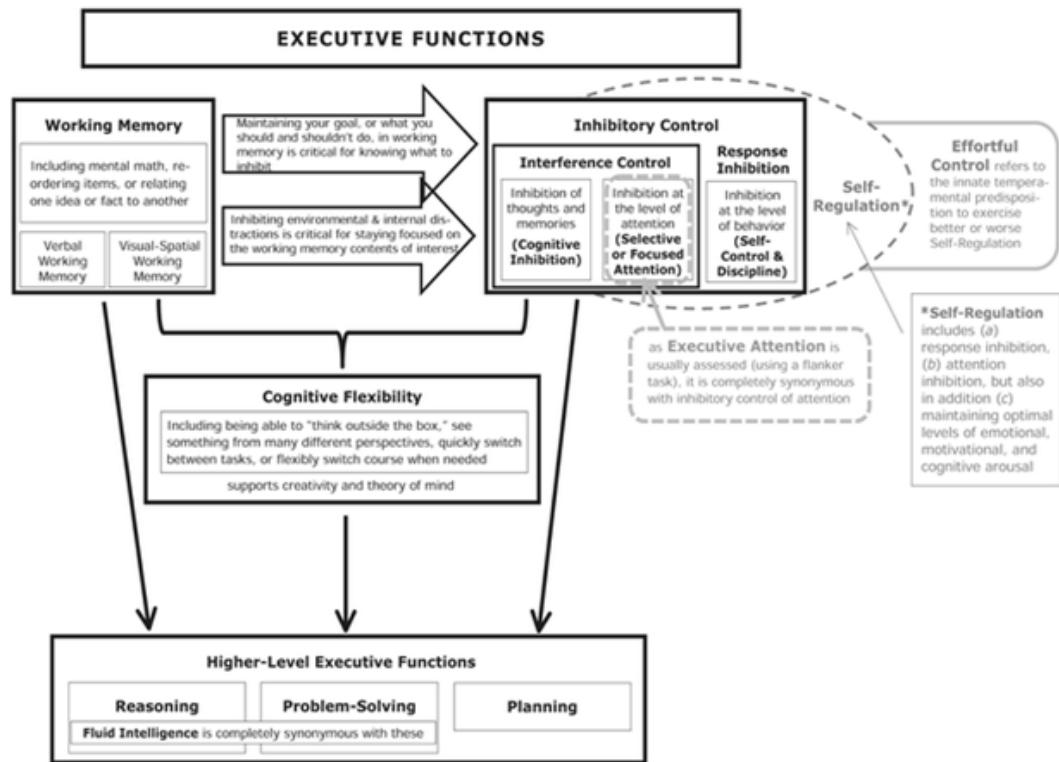 EXECUTIVE FUNCTIONS
Working Memory
Including mental math, re-
ordering items, or relating
one idea or fact to another
Verbal
Working
Memory
Visual-Spatial
Working
Memory
Maintaining your goal, or what you
should and shouldn't do, in working
memory is critical for knowing what to
inhibit
Inhibiting environmental & internal dis-
tractions is critical for staying focused on
the working memory contents of interest
Inhibitory Control
Interference Control
Inhibition of
thoughts and
memories
(Cognitive
Inhibition)
Inhibition at
the level of
attention
(Selective
or Focused
Attention)
Response
Inhibition
Inhibition
at the level
of behavior
(Self-
Control &
Discipline)
Self-
Regulation*
Effortful
Control refers to
the innate tempera-
mental predisposi-
tion to exercise
better or worse
Self-Regulation
as Executive Attention is
usually assessed (using a flanker
task), it is completely synonymous
with inhibitory control of attention
*Self-Regulation
includes (a)
response inhibition,
(b) attention
inhibition, but also
in addition (c)
maintaining optimal
levels of emotional,
motivational, and
cognitive arousal
Cognitive Flexibility
Including being able to "think outside the box," see
something from many different perspectives, quickly switch
between tasks, or flexibly switch course when needed
supports creativity and theory of mind
Higher-Level Executive Functions
Reasoning
Problem-Solving
Planning
Fluid Intelligence is completely synonymous with these